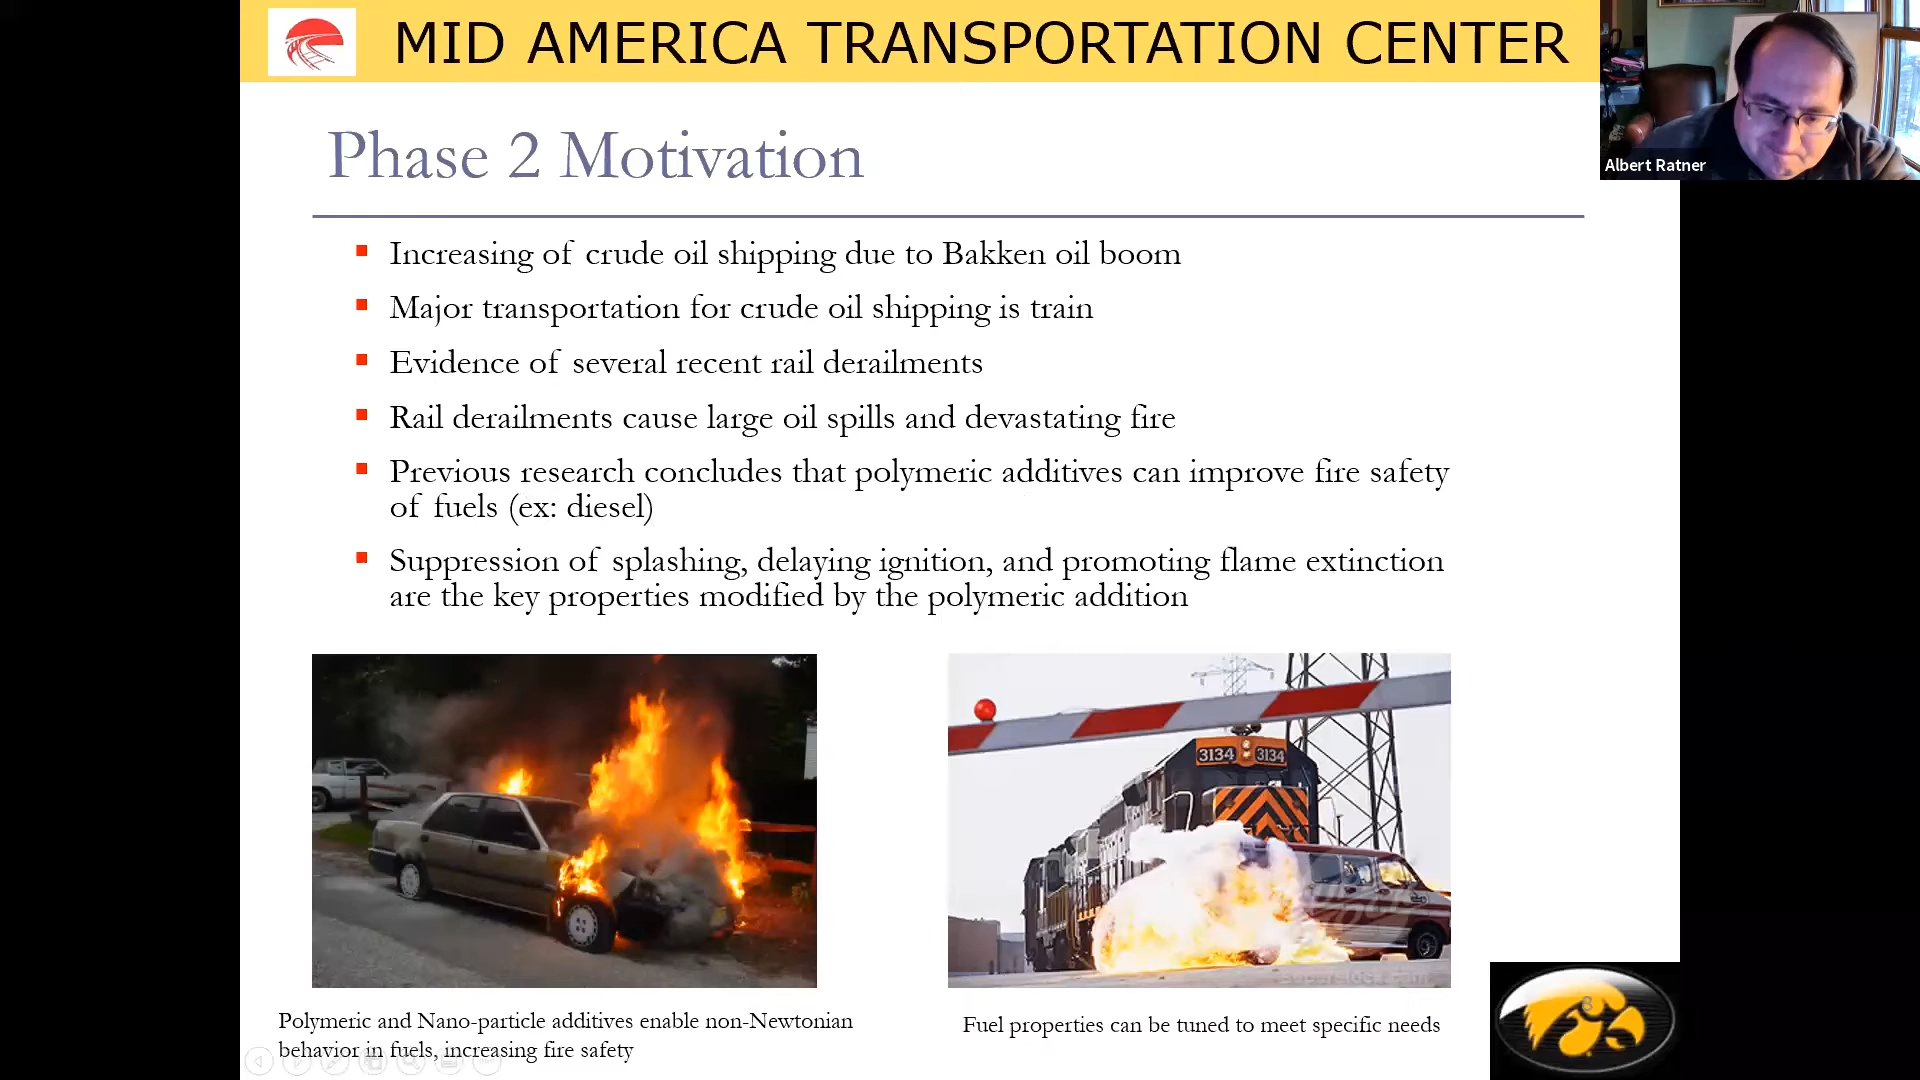 MID AMERICA TRANSPORTATION CENTER
Albert Ratner
Phase 2 Motivation
Increasing of crude oil shipping due to Bakken oil boom
Major transportation for crude oil shipping is train
Evidence of several recent rail derailments
Rail derailments cause large oil spills and devastating fire
Previous research concludes that polymeric additives can improve fire safety
of fuels (ex: diesel)
Suppression of splashing, delaying ignition, and promoting flame extinction
are the key properties modified by the polymeric addition
3134 3134
Polymeric and Nano-particle additives enable non-Newtonian
behavior in fuels, increasing fire safety
Fuel properties can be tuned to meet specific needs
8